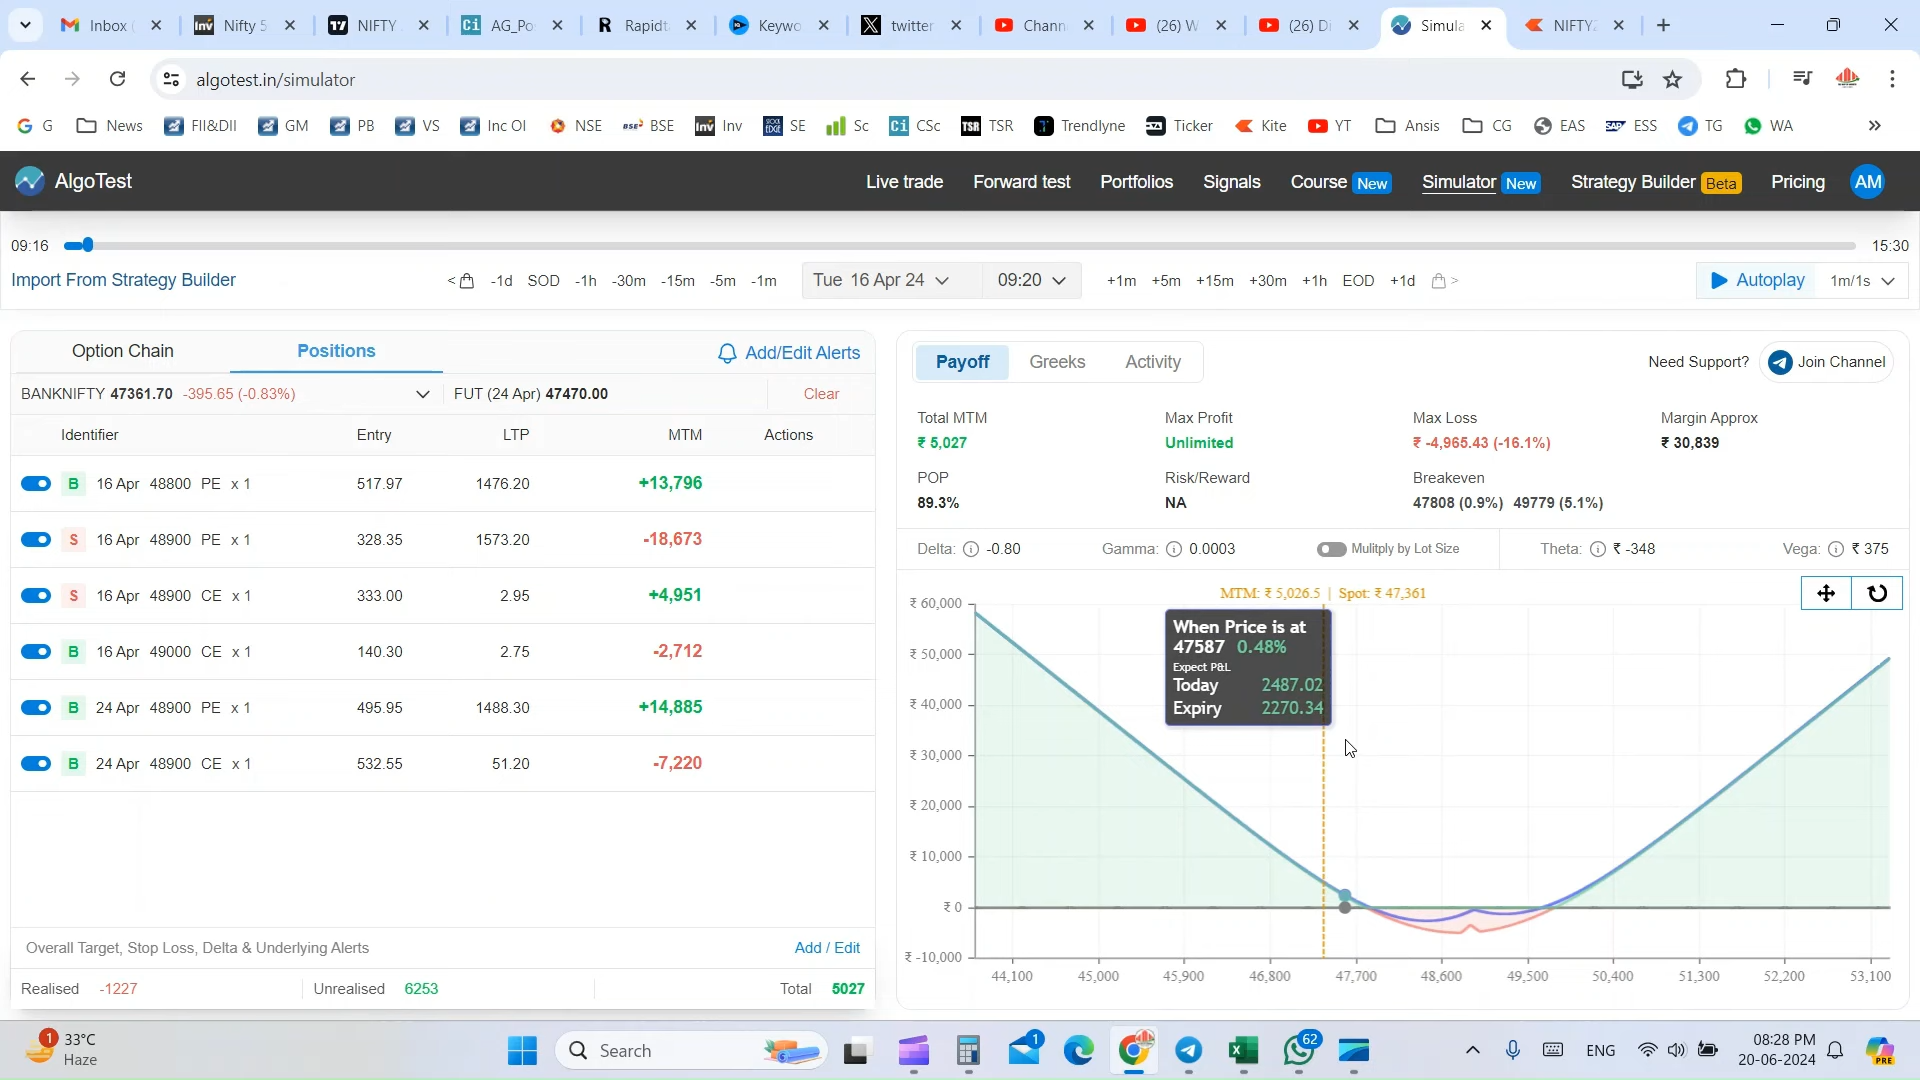 Inbox (
Nifty 5
NIFTY
AG_Po
Rapidt
Keywo
twitter
Chann
(26) W
(26) Di
Simula
NIFTY
algotest.in/simulator
G News FII&DII GM PB VS Inc OI NSE BSE Inv SE Sc CSc TSR Trendlyne Ticker Kite YT Ansis CG EAS ESS TG WA
AlgoTest
Live trade Forward test Portfolios Signals Course New Simulator New Strategy Builder Beta Pricing AM
09:16 15:30
Import From Strategy Builder
< -1d SOD -1h -30m -15m -5m -1m Tue 16 Apr 24 09:20 +1m +5m +15m +30m +1h EOD +1d >
Autoplay 1m/1s
Option Chain Positions Add/Edit Alerts
BANKNIFTY 47361.70 -395.65 (-0.83%) FUT (24 Apr) 47470.00 Clear
Identifier Entry LTP MTM Actions
B 16 Apr 48800 PE x 1 517.97 1476.20 +13,796
S 16 Apr 48900 PE x 1 328.35 1573.20 -18,673
S 16 Apr 48900 CE x 1 333.00 2.95 +4,951
B 16 Apr 49000 CE x 1 140.30 2.75 -2,712
B 24 Apr 48900 PE x 1 495.95 1488.30 +14,885
B 24 Apr 48900 CE x 1 532.55 51.20 -7,220
Overall Target, Stop Loss, Delta & Underlying Alerts Add / Edit
Realised -1227 Unrealised 6253 Total 5027
Payoff Greeks Activity Need Support? Join Channel
Total MTM Max Profit Max Loss Margin Approx
₹ 5,027 Unlimited ₹ -4,965.43 (-16.1%) ₹ 30,839
POP Risk/Reward Breakeven
89.3% NA 47808 (0.9%) 49779 (5.1%)
Delta: -0.80 Gamma: 0.0003 Mulitply by Lot Size Theta: ₹ -348 Vega: ₹ 375
MTM: ₹ 5,026.5 | Spot: ₹ 47,361
When Price is at
47587 0.48%
Expect P&L
Today 2487.02
Expiry 2270.34
₹ 60,000
₹ 50,000
₹ 40,000
₹ 30,000
₹ 20,000
₹ 10,000
₹ 0
₹ -10,000
44,100 45,000 45,900 46,800 47,700 48,600 49,500 50,400 51,300 52,200 53,100
1
33°C
Haze
Search
1
62
ENG
08:28 PM
20-06-2024
PRE